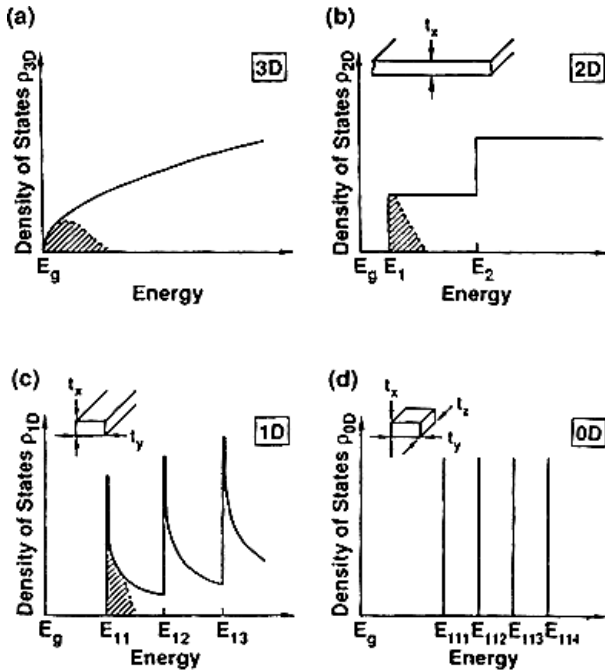 (a)
Density of States ρ3D
3D
Eg
Energy
(b)
tx
Density of States ρ2D
2D
Eg E1 E2
Energy
(c)
tx
ty
Density of States ρ1D
1D
Eg E11 E12 E13
Energy
(d)
tx
tz
ty
Density of States ρ0D
0D
Eg E111 E112 E113 E114
Energy